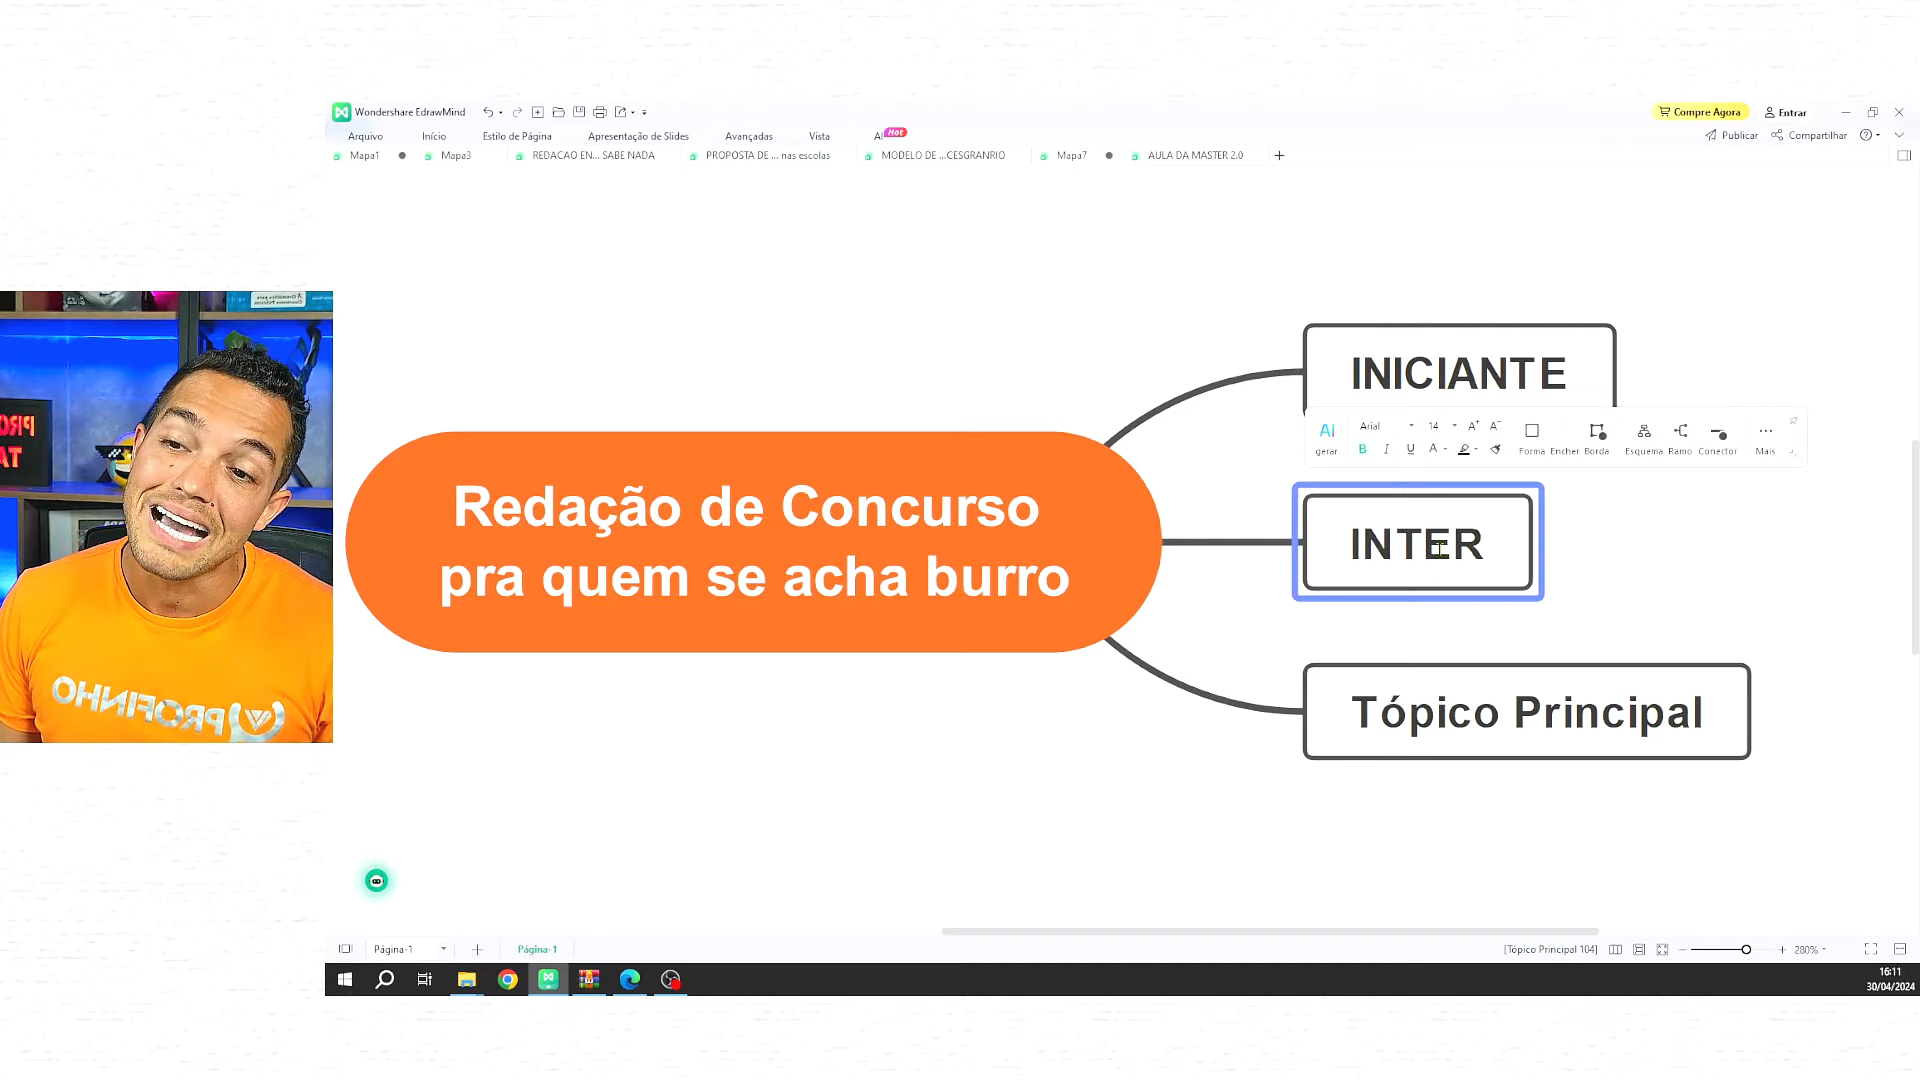 Wondershare EdrawMind
Compre Agora
Entrar
Arquivo
Início
Estilo de Página
Apresentação de Slides
Avançadas
Vista
AI
Hot
Publicar
Compartilhar
Mapa1
Mapa3
REDACAO EN... SABE NADA
PROPOSTA DE ... nas escolas
MODELO DE ...CESGRANRIO
Mapa7
AULA DA MASTER 2.0
INICIANTE
AI
gerar
Arial
14
A+
A-
B
I
U
A
Forma
Encher
Borda
Esquema
Ramo
Conector
Mais
Redação de Concurso
pra quem se acha burro
INTER
Tópico Principal
PROFINHO
Página-1
Página-1
[Tópico Principal 104]
280%
16:11
30/04/2024